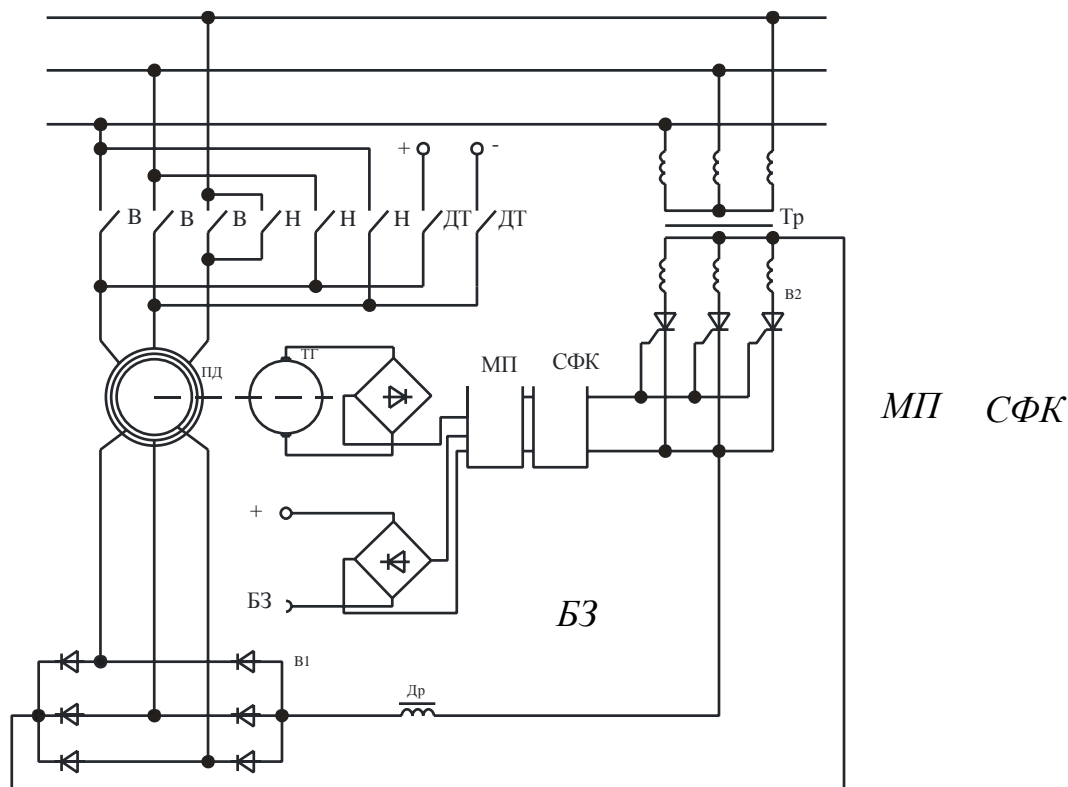 + -
В В В Н Н Н ДТ ДТ
Тр
В2
ТГ
ПД
МП СФК
МП СФК
+
БЗ
БЗ
В1
Др